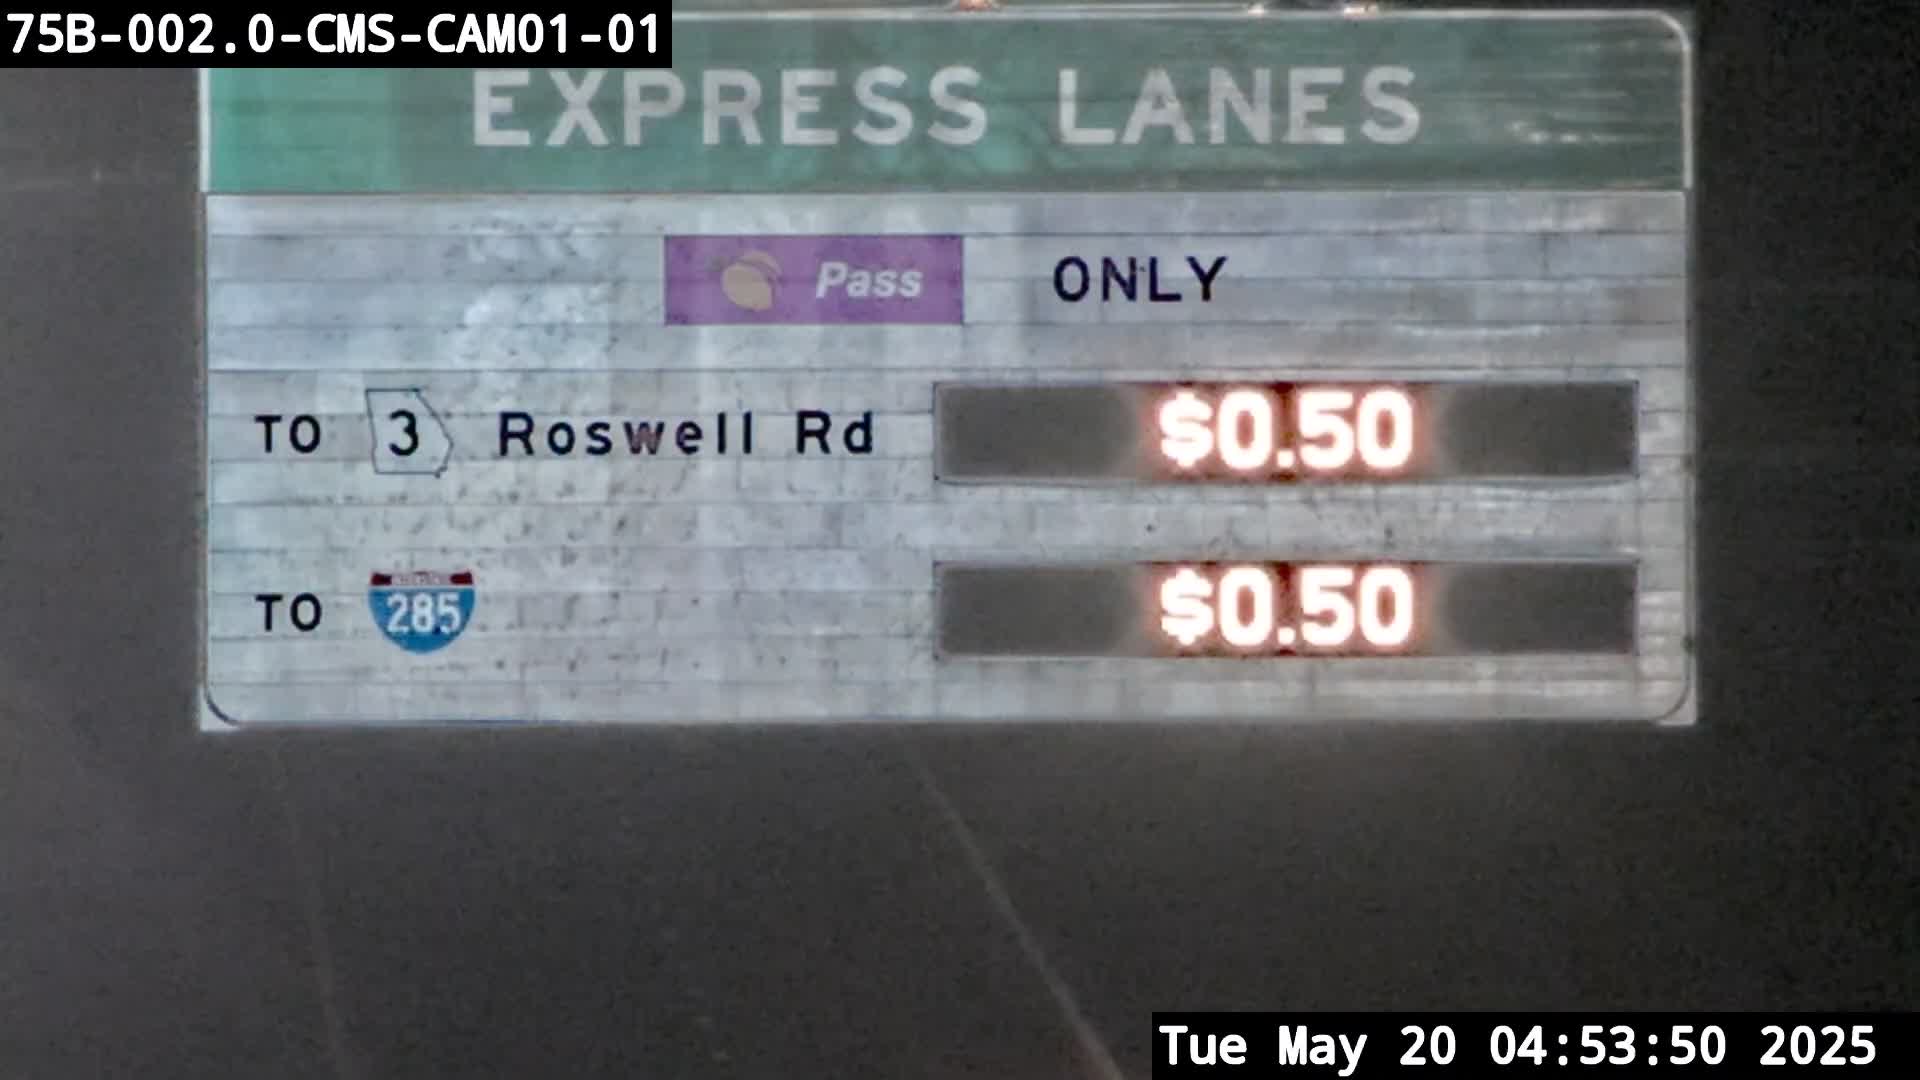 75B-002.0-CMS-CAM01-01
EXPRESS LANES
Pass ONLY
TO 3 Roswell Rd $0.50
TO 285 $0.50
Tue May 20 04:53:50 2025